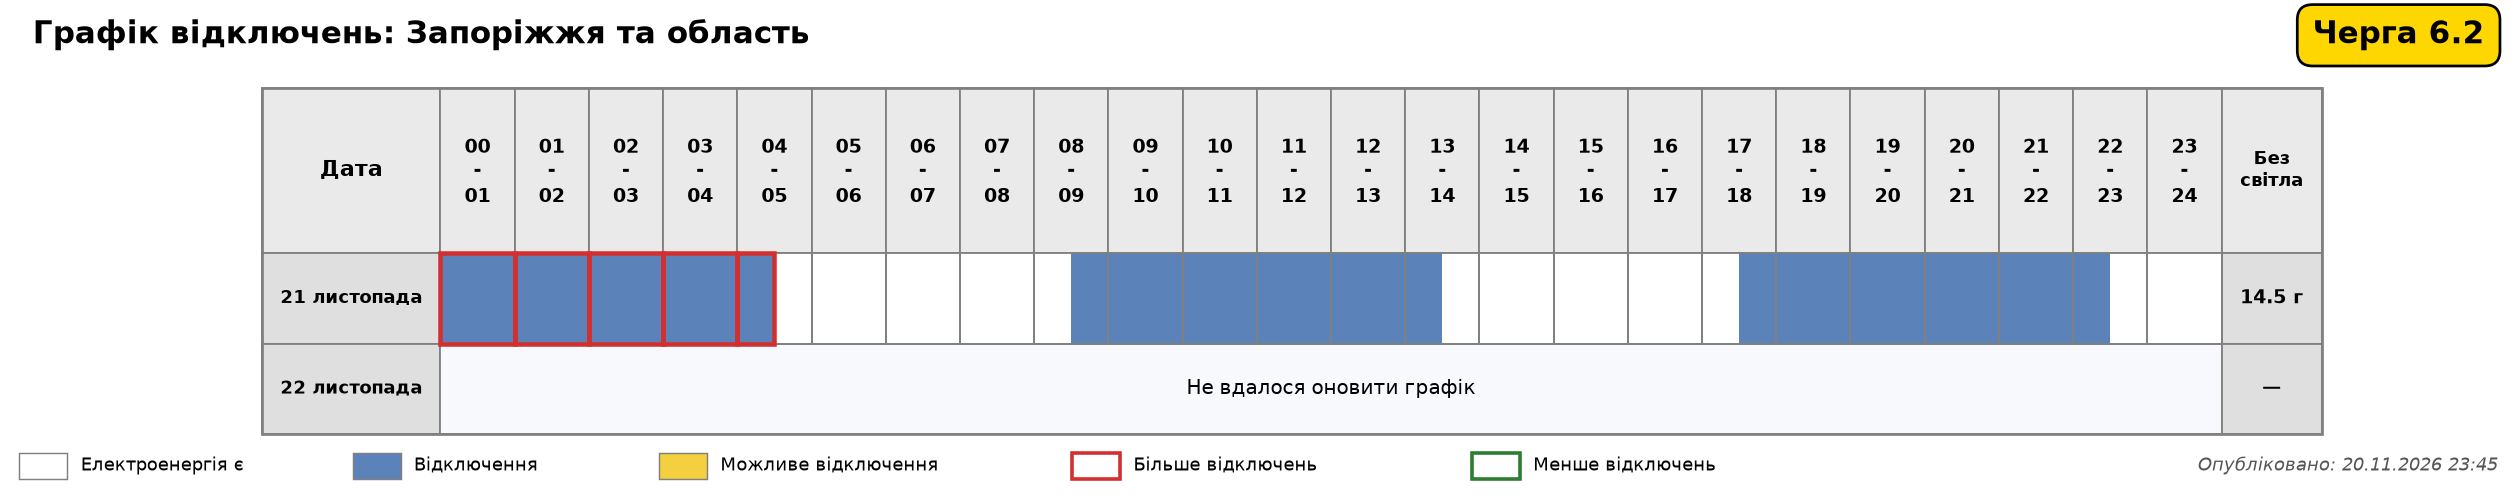 Графік відключень: Запоріжжя та область
Черга 6.2
Дата
00 - 01
01 - 02
02 - 03
03 - 04
04 - 05
05 - 06
06 - 07
07 - 08
08 - 09
09 - 10
10 - 11
11 - 12
12 - 13
13 - 14
14 - 15
15 - 16
16 - 17
17 - 18
18 - 19
19 - 20
20 - 21
21 - 22
22 - 23
23 - 24
Без
світла
21 листопада
14.5 г
22 листопада
Не вдалося оновити графік
—
Електроенергія є
Відключення
Можливе відключення
Більше відключень
Менше відключень
Опубліковано: 20.11.2026 23:45